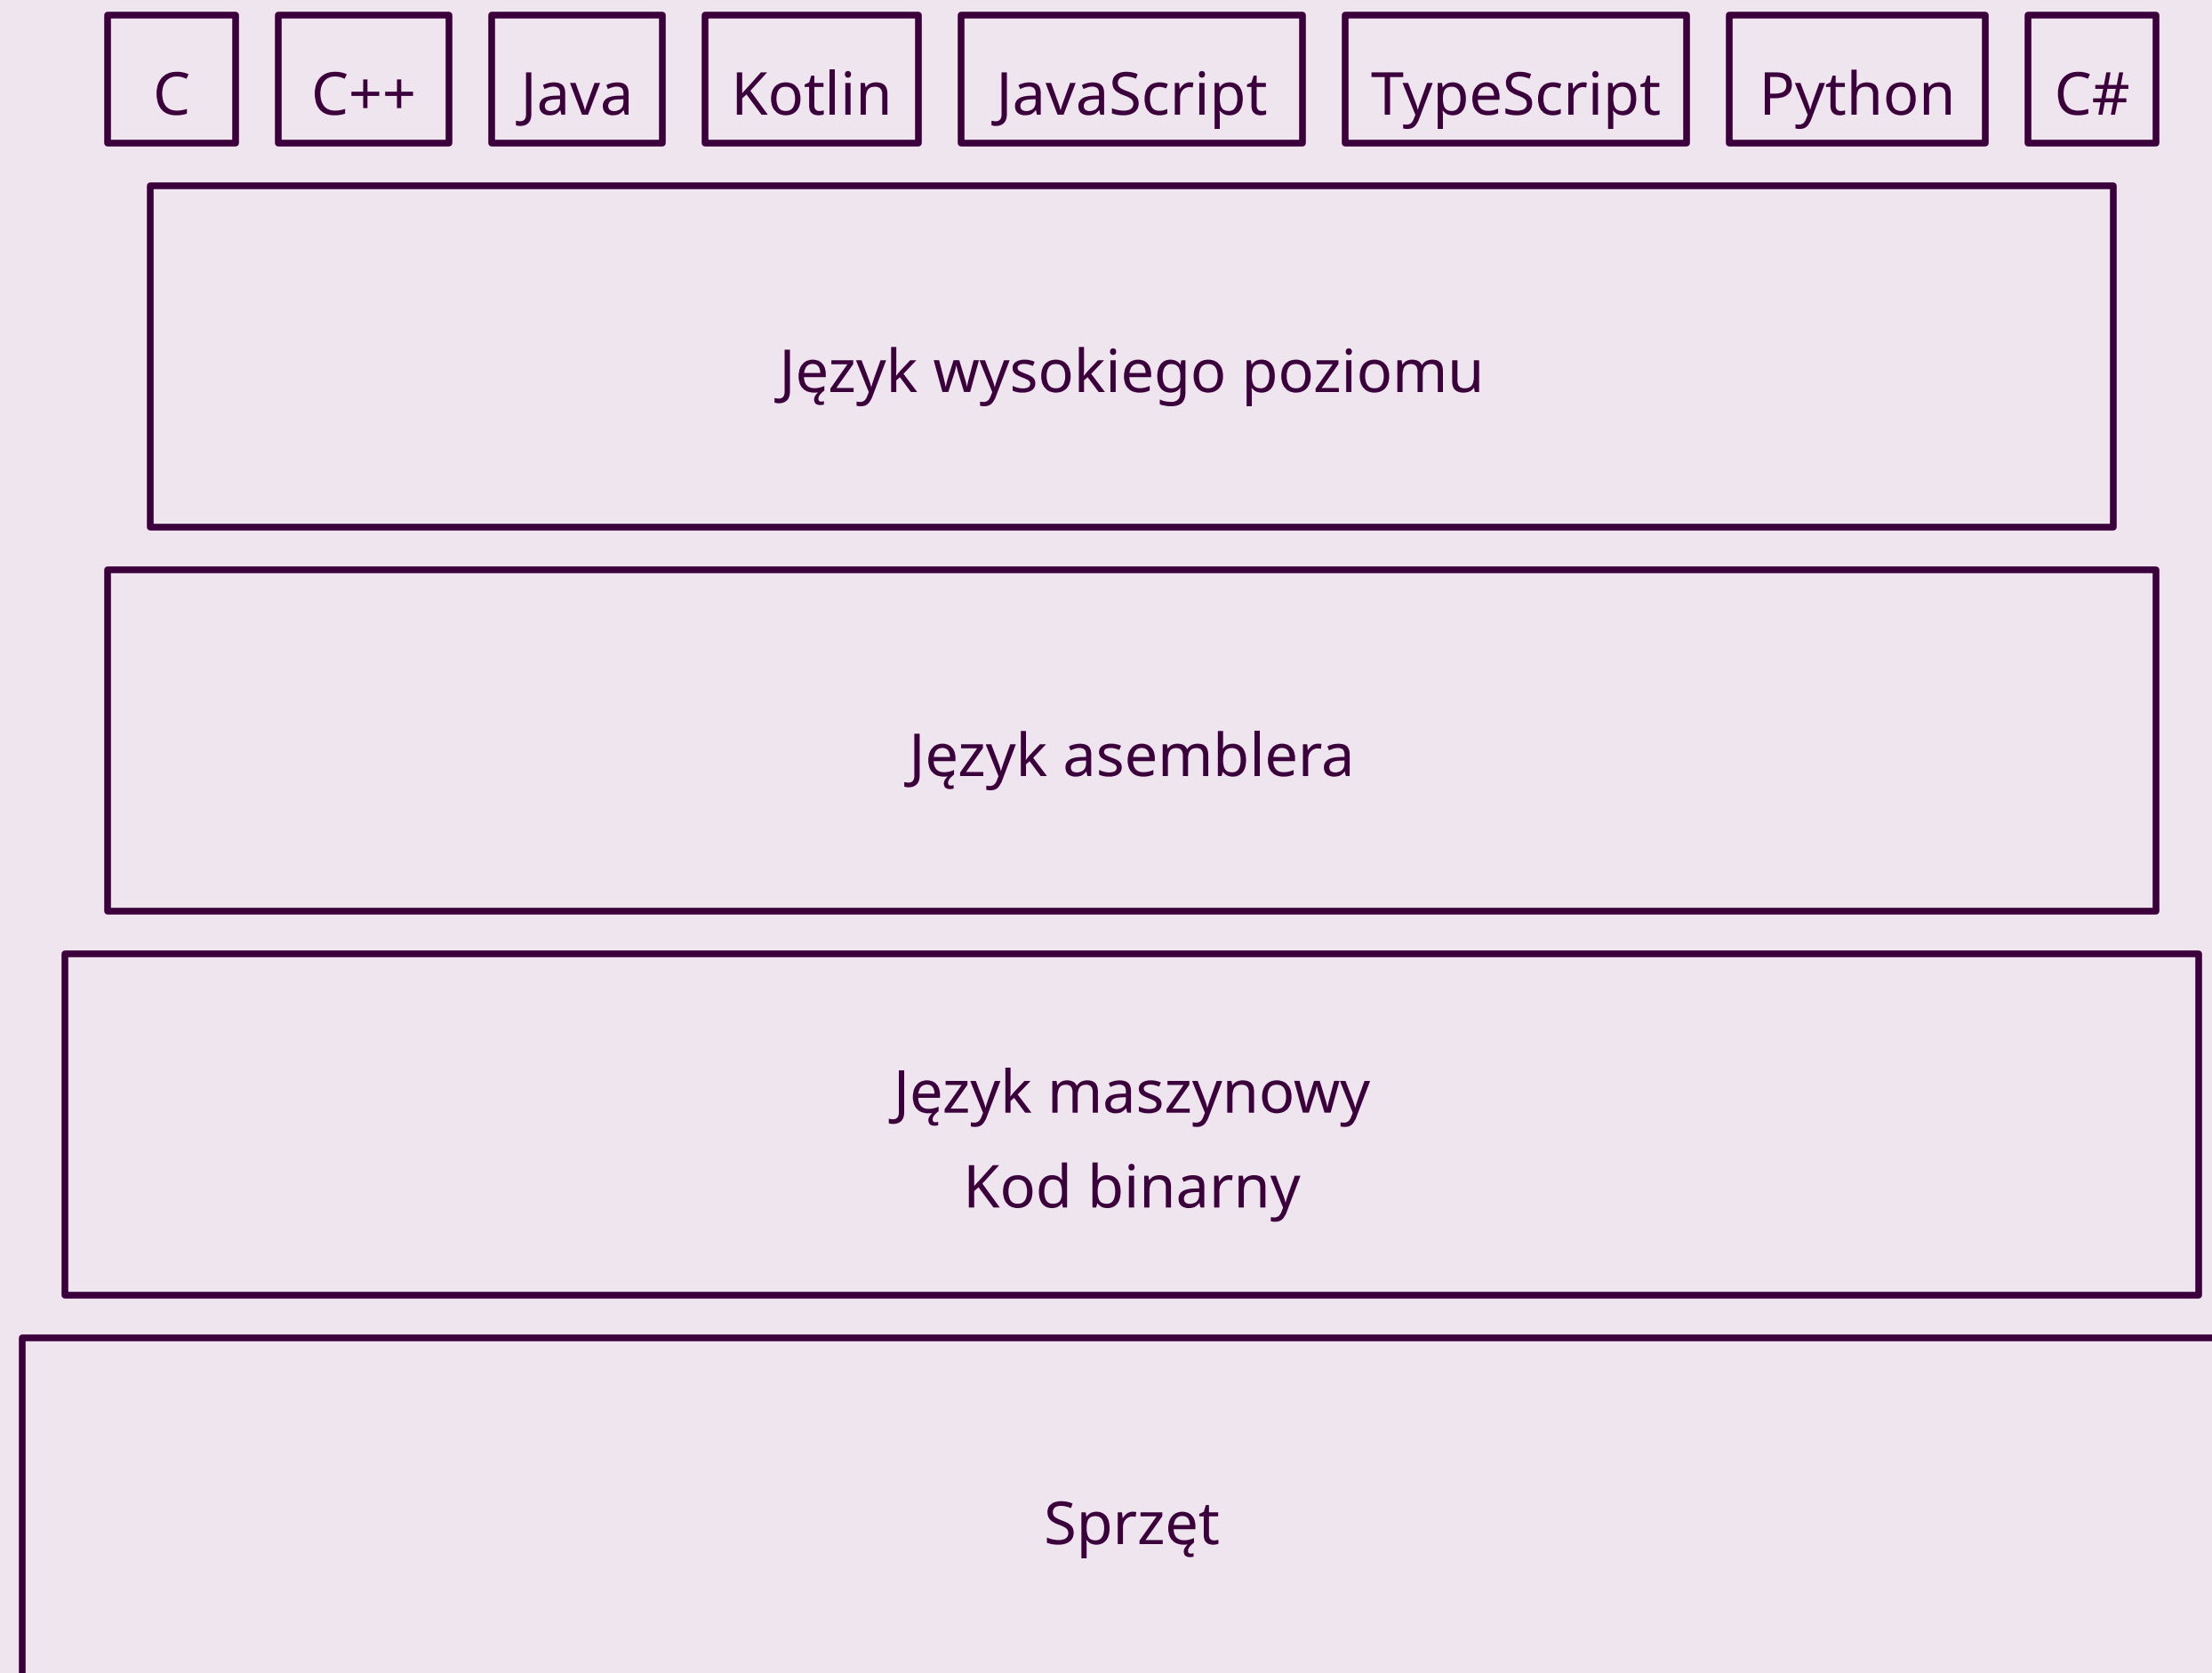 C C++ Java Kotlin JavaScript TypeScript Python C#
Język wysokiego poziomu
Język asemblera
Język maszynowy
Kod binarny
Sprzęt